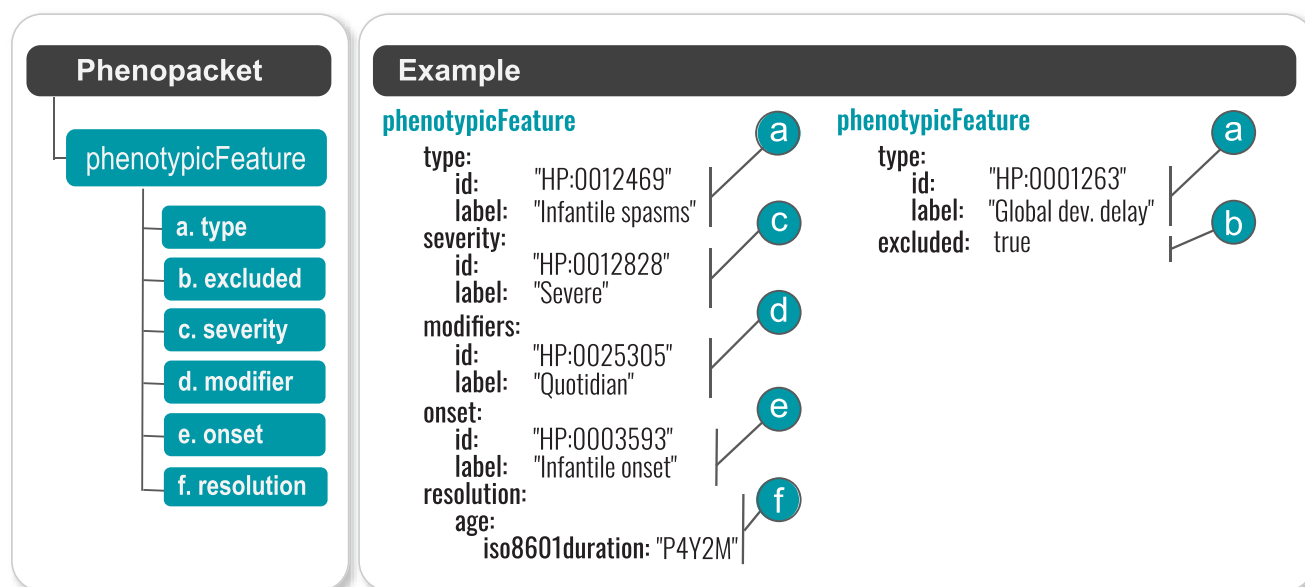 Phenopacket
phenotypicFeature
a. type
b. excluded
c. severity
d. modifier
e. onset
f. resolution
Example
phenotypicFeature
a
type:
id: "HP:0012469"
label: "Infantile spasms"
c
severity:
id: "HP:0012828"
label: "Severe"
d
modifiers:
id: "HP:0025305"
label: "Quotidian"
e
onset:
id: "HP:0003593"
label: "Infantile onset"
f
resolution:
age:
iso8601duration: "P4Y2M"
phenotypicFeature
a
type:
id: "HP:0001263"
label: "Global dev. delay"
b
excluded: true